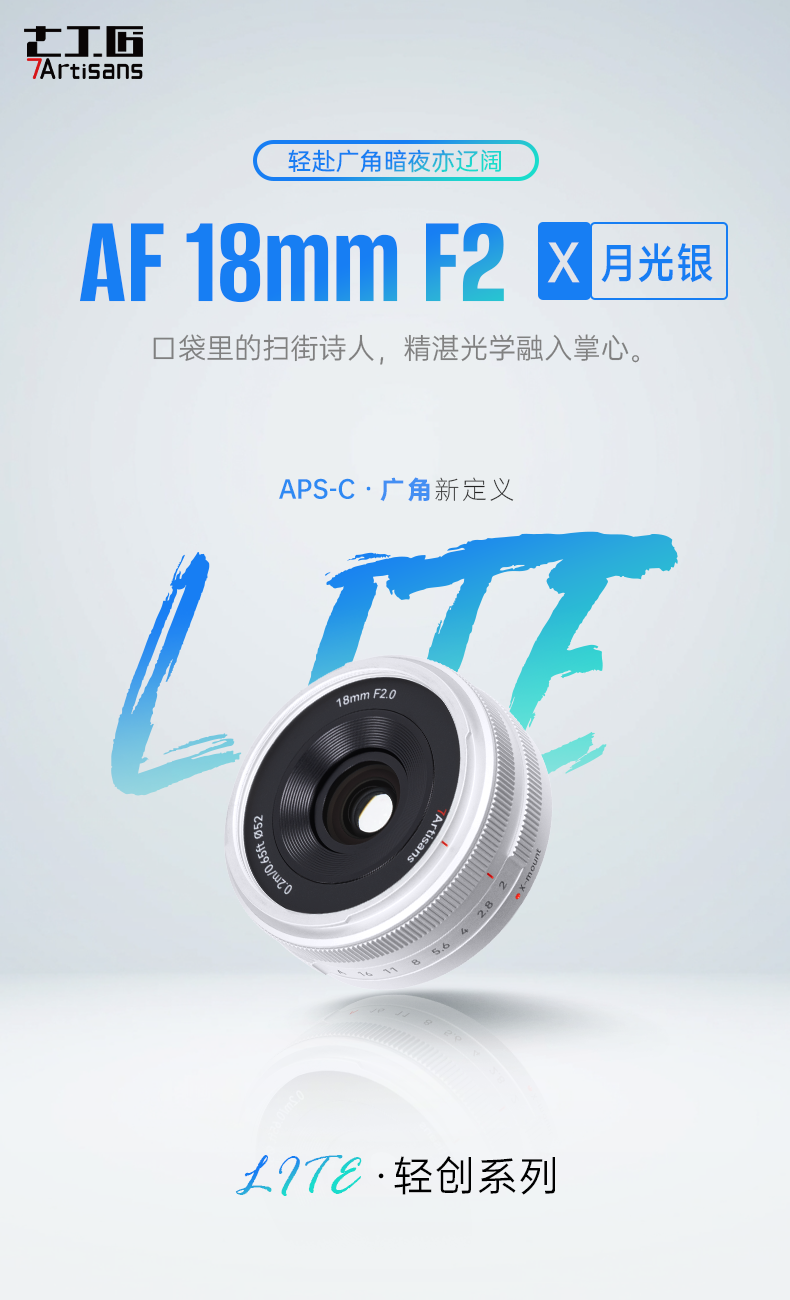 七工匠
7Artisans
轻赴广角暗夜亦辽阔
AF 18mm F2 X 月光银
口袋里的扫街诗人，精湛光学融入掌心。
APS-C · 广角新定义
LITE
18mm F2.0
7Artisans
0.2m/0.65ft Ø52
A 16 11 8 5.6 4 2.8 2
X-mount
LITE · 轻创系列